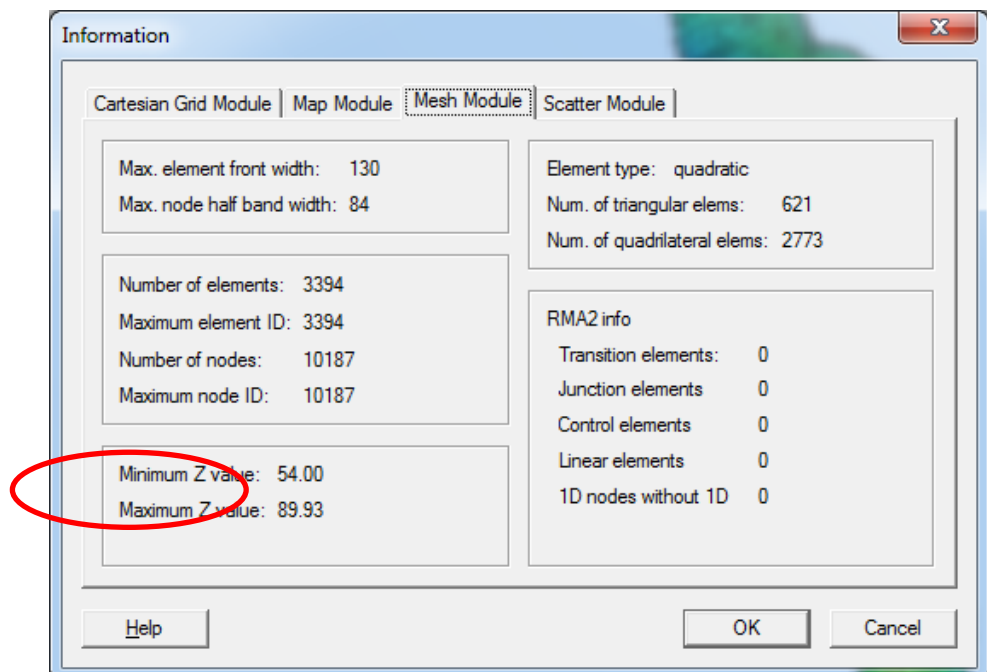 Information
X
Cartesian Grid Module Map Module Mesh Module Scatter Module
Max. element front width: 130
Max. node half band width: 84
Number of elements: 3394
Maximum element ID: 3394
Number of nodes: 10187
Maximum node ID: 10187
Minimum Z value: 54.00
Maximum Z value: 89.93
Element type: quadratic
Num. of triangular elems: 621
Num. of quadrilateral elems: 2773
RMA2 info
Transition elements: 0
Junction elements 0
Control elements 0
Linear elements 0
1D nodes without 1D 0
Help
OK
Cancel